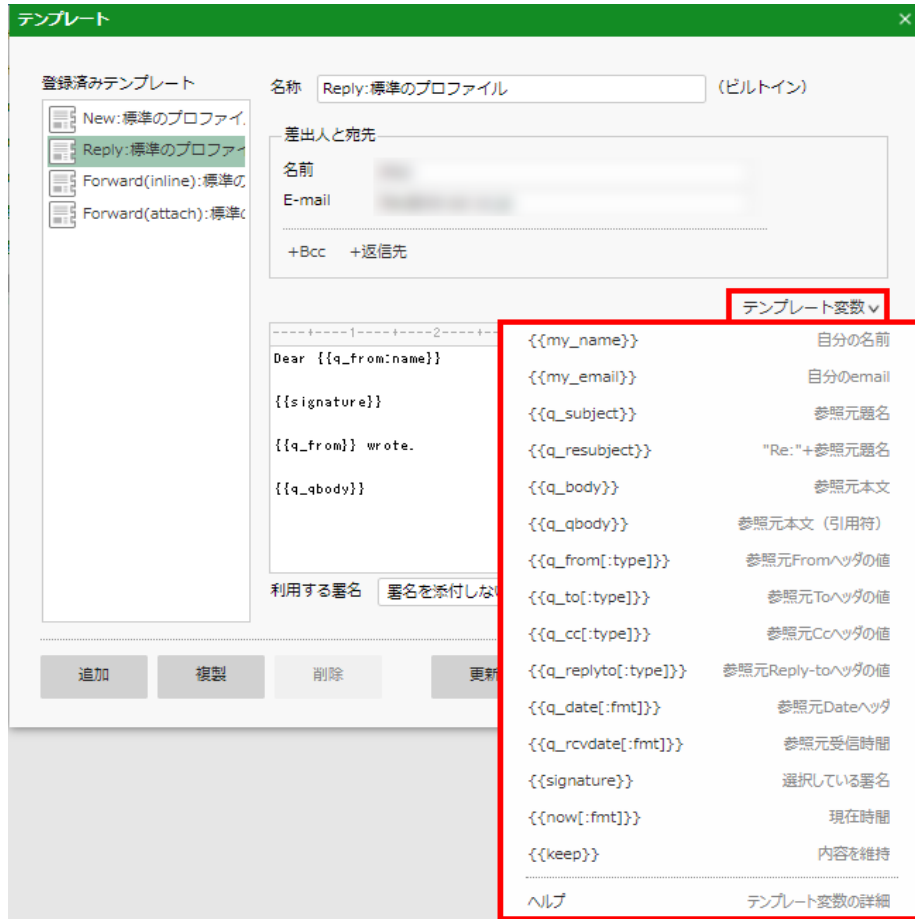 テンプレート ×
登録済みテンプレート
New:標準のプロファイ.
Reply:標準のプロファイ
Forward(inline):標準の
Forward(attach):標準
名称 Reply:標準のプロファイル (ビルトイン)
差出人と宛先
名前
E-mail
+Bcc +返信先
テンプレート変数
----+----1----+----2----+--
Dear {{q_from:name}}
{{signature}}
{{q_from}} wrote.
{{q_qbody}}
利用する署名 署名を添付しない
追加 複製 削除 更新
{{my_name}} 自分の名前
{{my_email}} 自分のemail
{{q_subject}} 参照元題名
{{q_resubject}} "Re:"+参照元題名
{{q_body}} 参照元本文
{{q_qbody}} 参照元本文（引用符）
{{q_from[:type]}} 参照元Fromヘッダの値
{{q_to[:type]}} 参照元Toヘッダの値
{{q_cc[:type]}} 参照元Ccヘッダの値
{{q_replyto[:type]}} 参照元Reply-toヘッダの値
{{q_date[:fmt]}} 参照元Dateヘッダ
{{q_rcvdate[:fmt]}} 参照元受信時間
{{signature}} 選択している署名
{{now[:fmt]}} 現在時間
{{keep}} 内容を維持
ヘルプ テンプレート変数の詳細